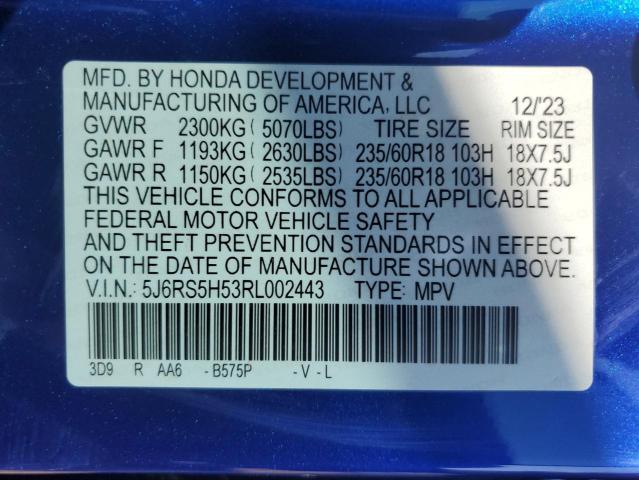 MFD. BY HONDA DEVELOPMENT &
MANUFACTURING OF AMERICA, LLC 12/'23
GVWR 2300KG (5070LBS) TIRE SIZE RIM SIZE
GAWR F 1193KG (2630LBS) 235/60R18 103H 18X7.5J
GAWR R 1150KG (2535LBS) 235/60R18 103H 18X7.5J
THIS VEHICLE CONFORMS TO ALL APPLICABLE
FEDERAL MOTOR VEHICLE SAFETY
AND THEFT PREVENTION STANDARDS IN EFFECT
ON THE DATE OF MANUFACTURE SHOWN ABOVE.
V.I.N.: 5J6RS5H53RL002443 TYPE: MPV
3D9 R AA6 -B575P -V -L